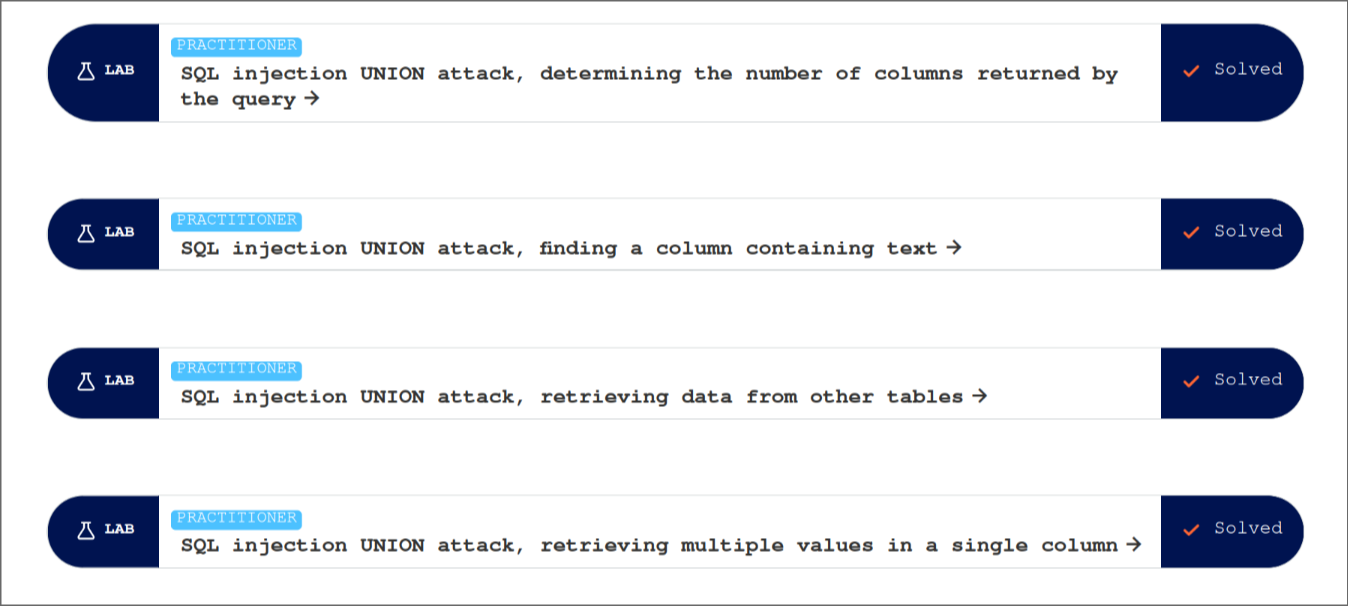 PRACTITIONER
LAB
SQL injection UNION attack, determining the number of columns returned by
the query →
Solved
PRACTITIONER
LAB
SQL injection UNION attack, finding a column containing text →
Solved
PRACTITIONER
LAB
SQL injection UNION attack, retrieving data from other tables →
Solved
PRACTITIONER
LAB
SQL injection UNION attack, retrieving multiple values in a single column →
Solved